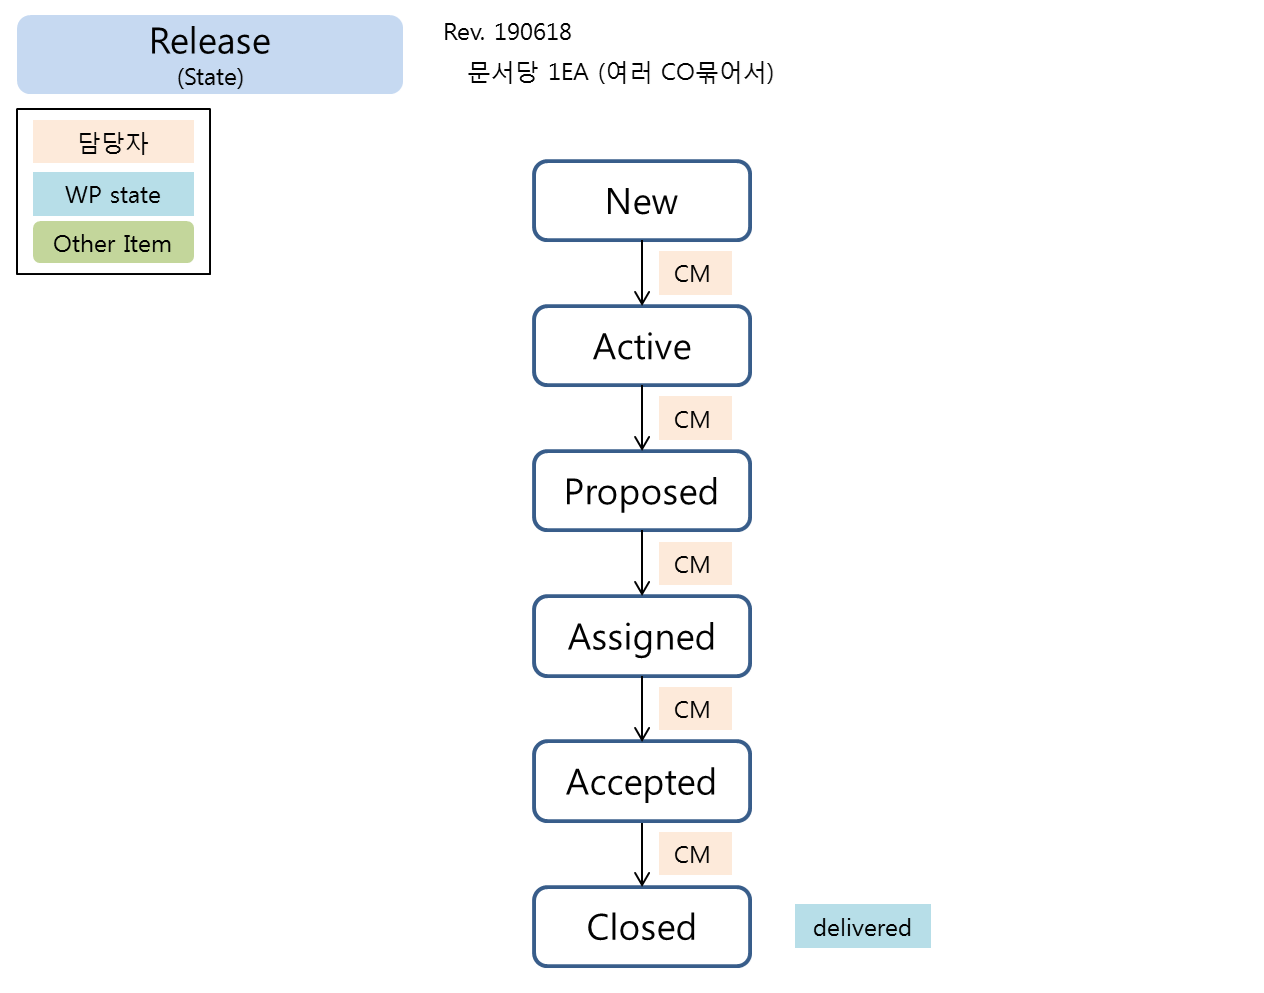 Release
(State)
Rev. 190618
문서당 1EA (여러 CO묶어서)
담당자
WP state
Other Item
New
CM
Active
CM
Proposed
CM
Assigned
CM
Accepted
CM
Closed
delivered